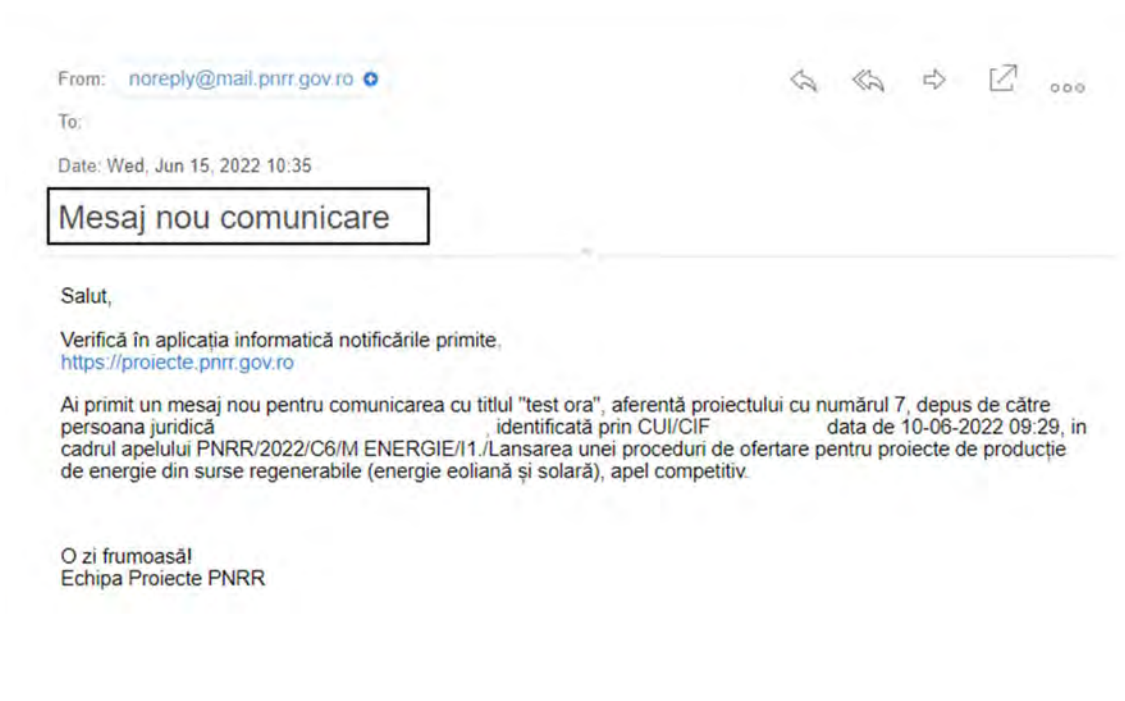 From: noreply@mail.pnrr.gov.ro
To:
Date: Wed, Jun 15, 2022 10:35
Mesaj nou comunicare
Salut,
Verifică în aplicația informatică notificările primite.
https://proiecte.pnrr.gov.ro
Ai primit un mesaj nou pentru comunicarea cu titlul "test ora", aferentă proiectului cu numărul 7, depus de către
persoana juridică , identificată prin CUI/CIF data de 10-06-2022 09:29, in
cadrul apelului PNRR/2022/C6/M ENERGIE/I1./Lansarea unei proceduri de ofertare pentru proiecte de producție
de energie din surse regenerabile (energie eoliană și solară), apel competitiv.
O zi frumoasă!
Echipa Proiecte PNRR